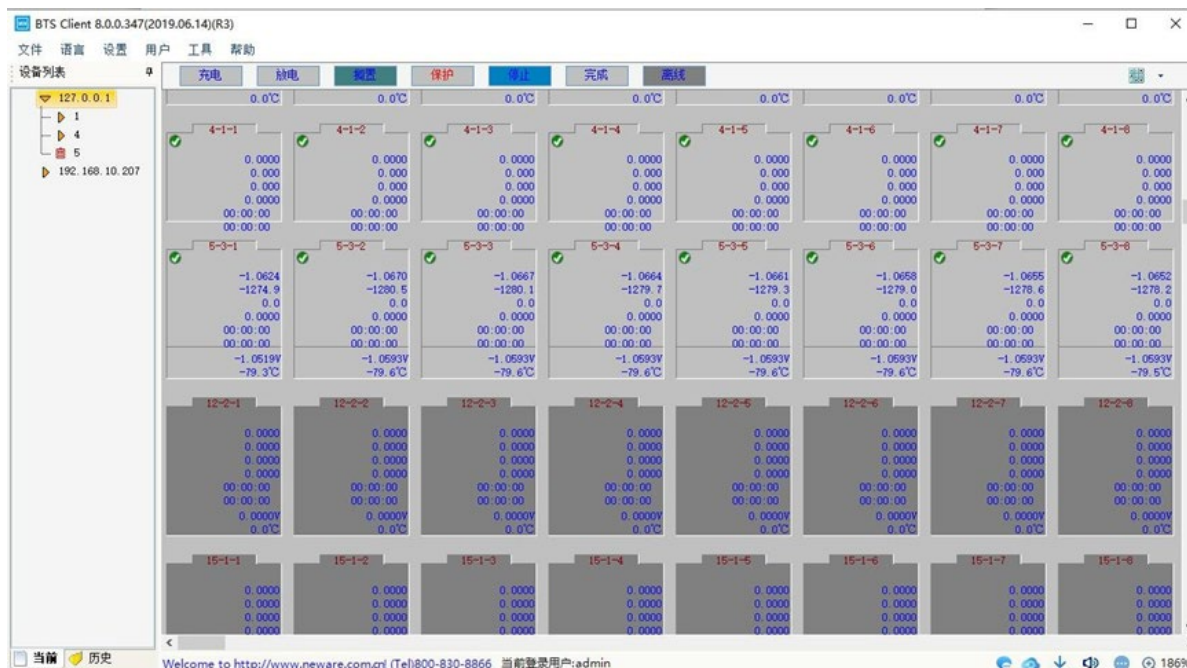 BTS Client 8.0.0.347(2019.06.14)(R3)
文件 语言 设置 用户 工具 帮助
设备列表 充电 放电 搁置 保护 停止 完成 离线
127.0.0.1
1
4
5
192.168.10.207
0.0℃ 0.0℃ 0.0℃ 0.0℃ 0.0℃ 0.0℃ 0.0℃ 0.0℃
4-1-1 4-1-2 4-1-3 4-1-4 4-1-5 4-1-6 4-1-7 4-1-8
0.0000 0.0000 0.0000 0.0000 0.0000 0.0000 0.0000 0.0000
0.000 0.000 0.000 0.000 0.000 0.000 0.000 0.000
0.000 0.000 0.000 0.000 0.000 0.000 0.000 0.000
0.0000 0.0000 0.0000 0.0000 0.0000 0.0000 0.0000 0.0000
00:00:00 00:00:00 00:00:00 00:00:00 00:00:00 00:00:00 00:00:00 00:00:00
00:00:00 00:00:00 00:00:00 00:00:00 00:00:00 00:00:00 00:00:00 00:00:00
5-3-1 5-3-2 5-3-3 5-3-4 5-3-5 5-3-6 5-3-7 5-3-8
-1.0624 -1.0670 -1.0667 -1.0664 -1.0661 -1.0658 -1.0655 -1.0652
-1274.9 -1280.5 -1280.1 -1279.7 -1279.3 -1279.0 -1278.6 -1278.2
0.0 0.0 0.0 0.0 0.0 0.0 0.0 0.0
0.0000 0.0000 0.0000 0.0000 0.0000 0.0000 0.0000 0.0000
00:00:00 00:00:00 00:00:00 00:00:00 00:00:00 00:00:00 00:00:00 00:00:00
00:00:00 00:00:00 00:00:00 00:00:00 00:00:00 00:00:00 00:00:00 00:00:00
-1.0519V -1.0593V -1.0593V -1.0593V -1.0593V -1.0593V -1.0593V -1.0593V
-79.3℃ -79.6℃ -79.6℃ -79.6℃ -79.6℃ -79.6℃ -79.6℃ -79.5℃
12-2-1 12-2-2 12-2-3 12-2-4 12-2-5 12-2-6 12-2-7 12-2-8
0.0000 0.0000 0.0000 0.0000 0.0000 0.0000 0.0000 0.0000
0.0000 0.0000 0.0000 0.0000 0.0000 0.0000 0.0000 0.0000
0.0000 0.0000 0.0000 0.0000 0.0000 0.0000 0.0000 0.0000
0.0000 0.0000 0.0000 0.0000 0.0000 0.0000 0.0000 0.0000
00:00:00 00:00:00 00:00:00 00:00:00 00:00:00 00:00:00 00:00:00 00:00:00
00:00:00 00:00:00 00:00:00 00:00:00 00:00:00 00:00:00 00:00:00 00:00:00
0.0000V 0.0000V 0.0000V 0.0000V 0.0000V 0.0000V 0.0000V 0.0000V
0.0℃ 0.0℃ 0.0℃ 0.0℃ 0.0℃ 0.0℃ 0.0℃ 0.0℃
15-1-1 15-1-2 15-1-3 15-1-4 15-1-5 15-1-6 15-1-7 15-1-8
0.0000 0.0000 0.0000 0.0000 0.0000 0.0000 0.0000 0.0000
0.0000 0.0000 0.0000 0.0000 0.0000 0.0000 0.0000 0.0000
0.0000 0.0000 0.0000 0.0000 0.0000 0.0000 0.0000 0.0000
0.0000 0.0000 0.0000 0.0000 0.0000 0.0000 0.0000 0.0000
当前 历史 Welcome to http://www.neware.com.cn! (Tel)800-830-8866 当前登录用户:admin 186%